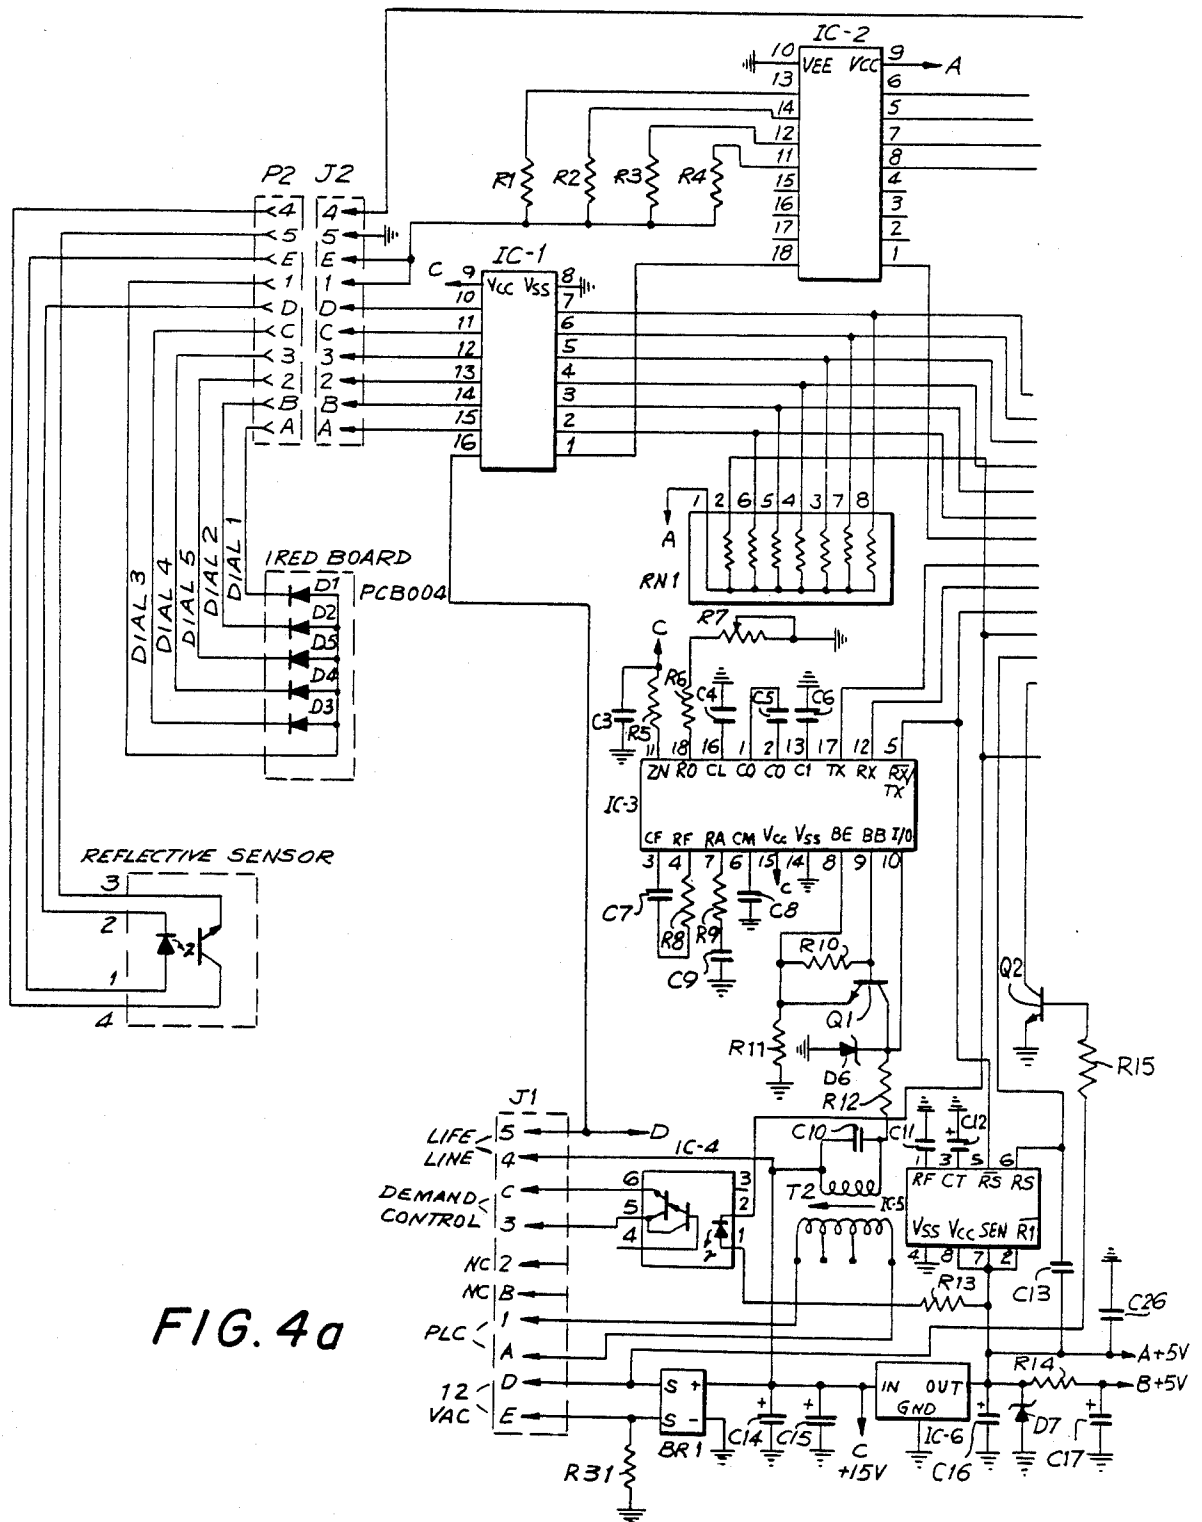 IC-2
10 VEE VCC 9 A
13 6
14 5
12 7
11 8
15 4
16 3
17 2
18 1
R1 R2 R3 R4
P2 J2
4 4
5 5
E E
1 1
D D
C C
3 3
2 2
B B
A A
IC-1
C 9 VCC VSS 8
10 7
11 6
12 5
13 4
14 3
15 2
16 1
1 2 6 5 4 3 7 8
A
RN1
DIAL 3
DIAL 4
DIAL 5
DIAL 2
DIAL 1
IRED BOARD
PCB004
D1
D2
D5
D4
D3
R7
C
C3 R5 R6 C4 C5 C6
11 18 16 1 2 13 17 12 5
ZN RO CL CO CO CI TX RX RX/TX
IC-3
CF RF RA CM VCC VSS BE BB I/O
3 4 7 6 15 14 8 9 10
C
C7 R8 R9 C8
C9
R10
Q1
R11
D6
R12
Q2
R15
REFLECTIVE SENSOR
3
2
1
4
J1
LIFE LINE
5 D
4
DEMAND CONTROL
C
3
NC 2
NC B
PLC
1
A
12 VAC
D
E
IC-4
6 3
5 2
4 1
C10
T2
C11 C12
1 3 5 6
RF CT RS RS
IC-5
VSS VCC SEN R1
4 8 7 2
R13
C13
C26
A+5V
R14
B+5V
S +
S -
BR1
R31
C14 C15
C
+15V
IN OUT
GND
IC-6
C16 D7 C17
FIG. 4a